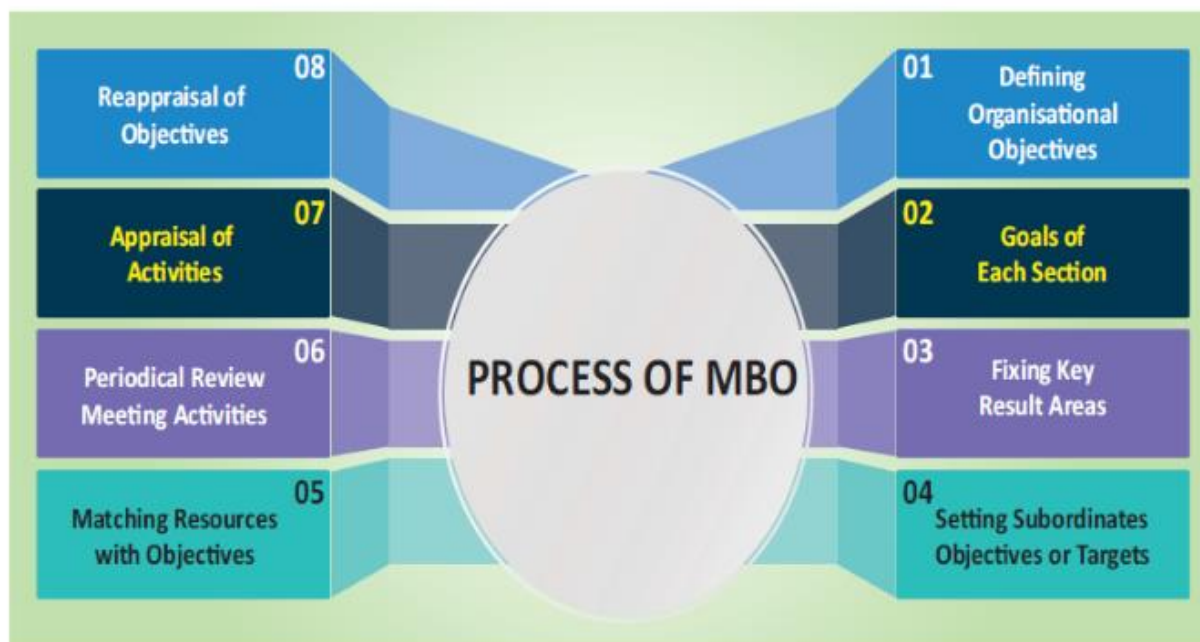 PROCESS OF MBO
01
Defining
Organisational
Objectives
02
Goals of
Each Section
03
Fixing Key
Result Areas
04
Setting Subordinates
Objectives or Targets
05
Matching Resources
with Objectives
06
Periodical Review
Meeting Activities
07
Appraisal of
Activities
08
Reappraisal of
Objectives